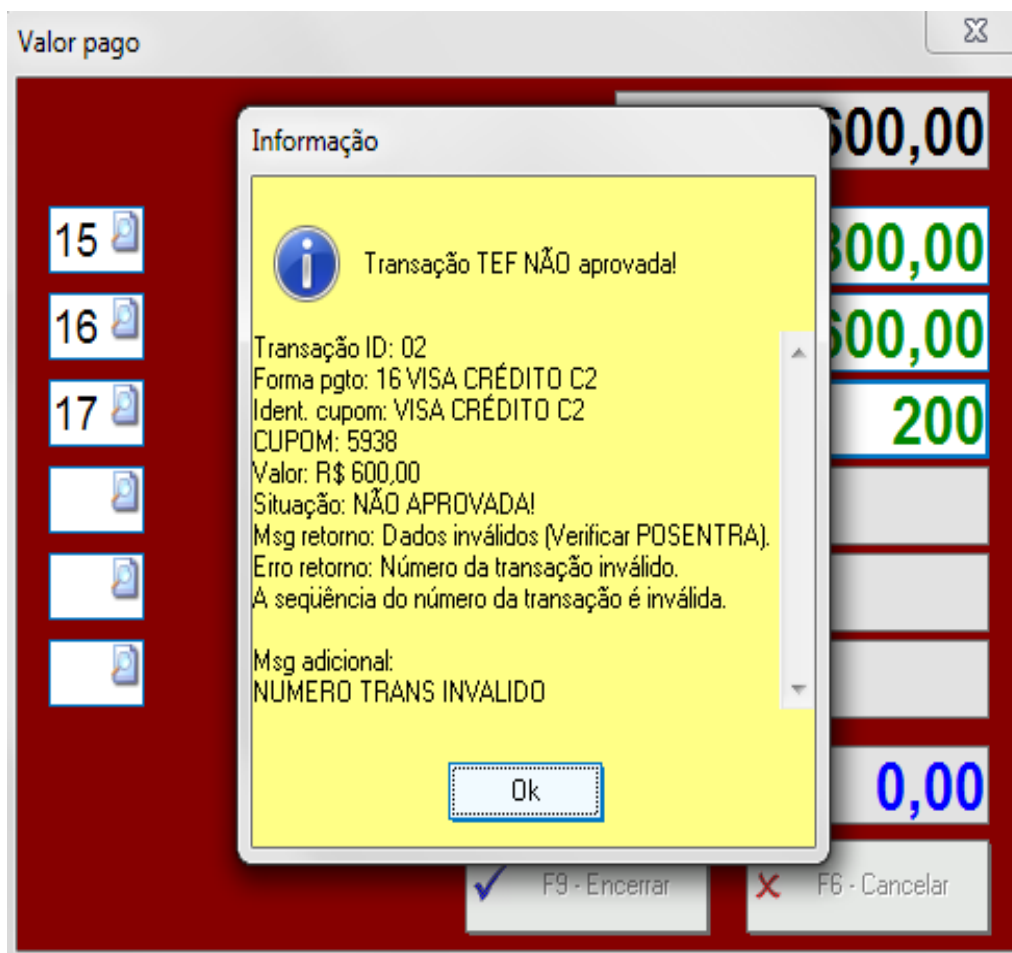 Valor pago
Informação
600,00
15
800,00
Transação TEF NÃO aprovada!
16
600,00
Transação ID: 02
Forma pgto: 16 VISA CRÉDITO C2
Ident. cupom: VISA CRÉDITO C2
17
200
CUPOM: 5938
Valor: R$ 600,00
Situação: NÃO APROVADA!
Msg retorno: Dados inválidos (Verificar POSENTRA).
Erro retorno: Número da transação inválido.
A seqüência do número da transação é inválida.
Msg adicional:
NUMERO TRANS INVALIDO
Ok
0,00
F9 - Encerrar
F6 - Cancelar